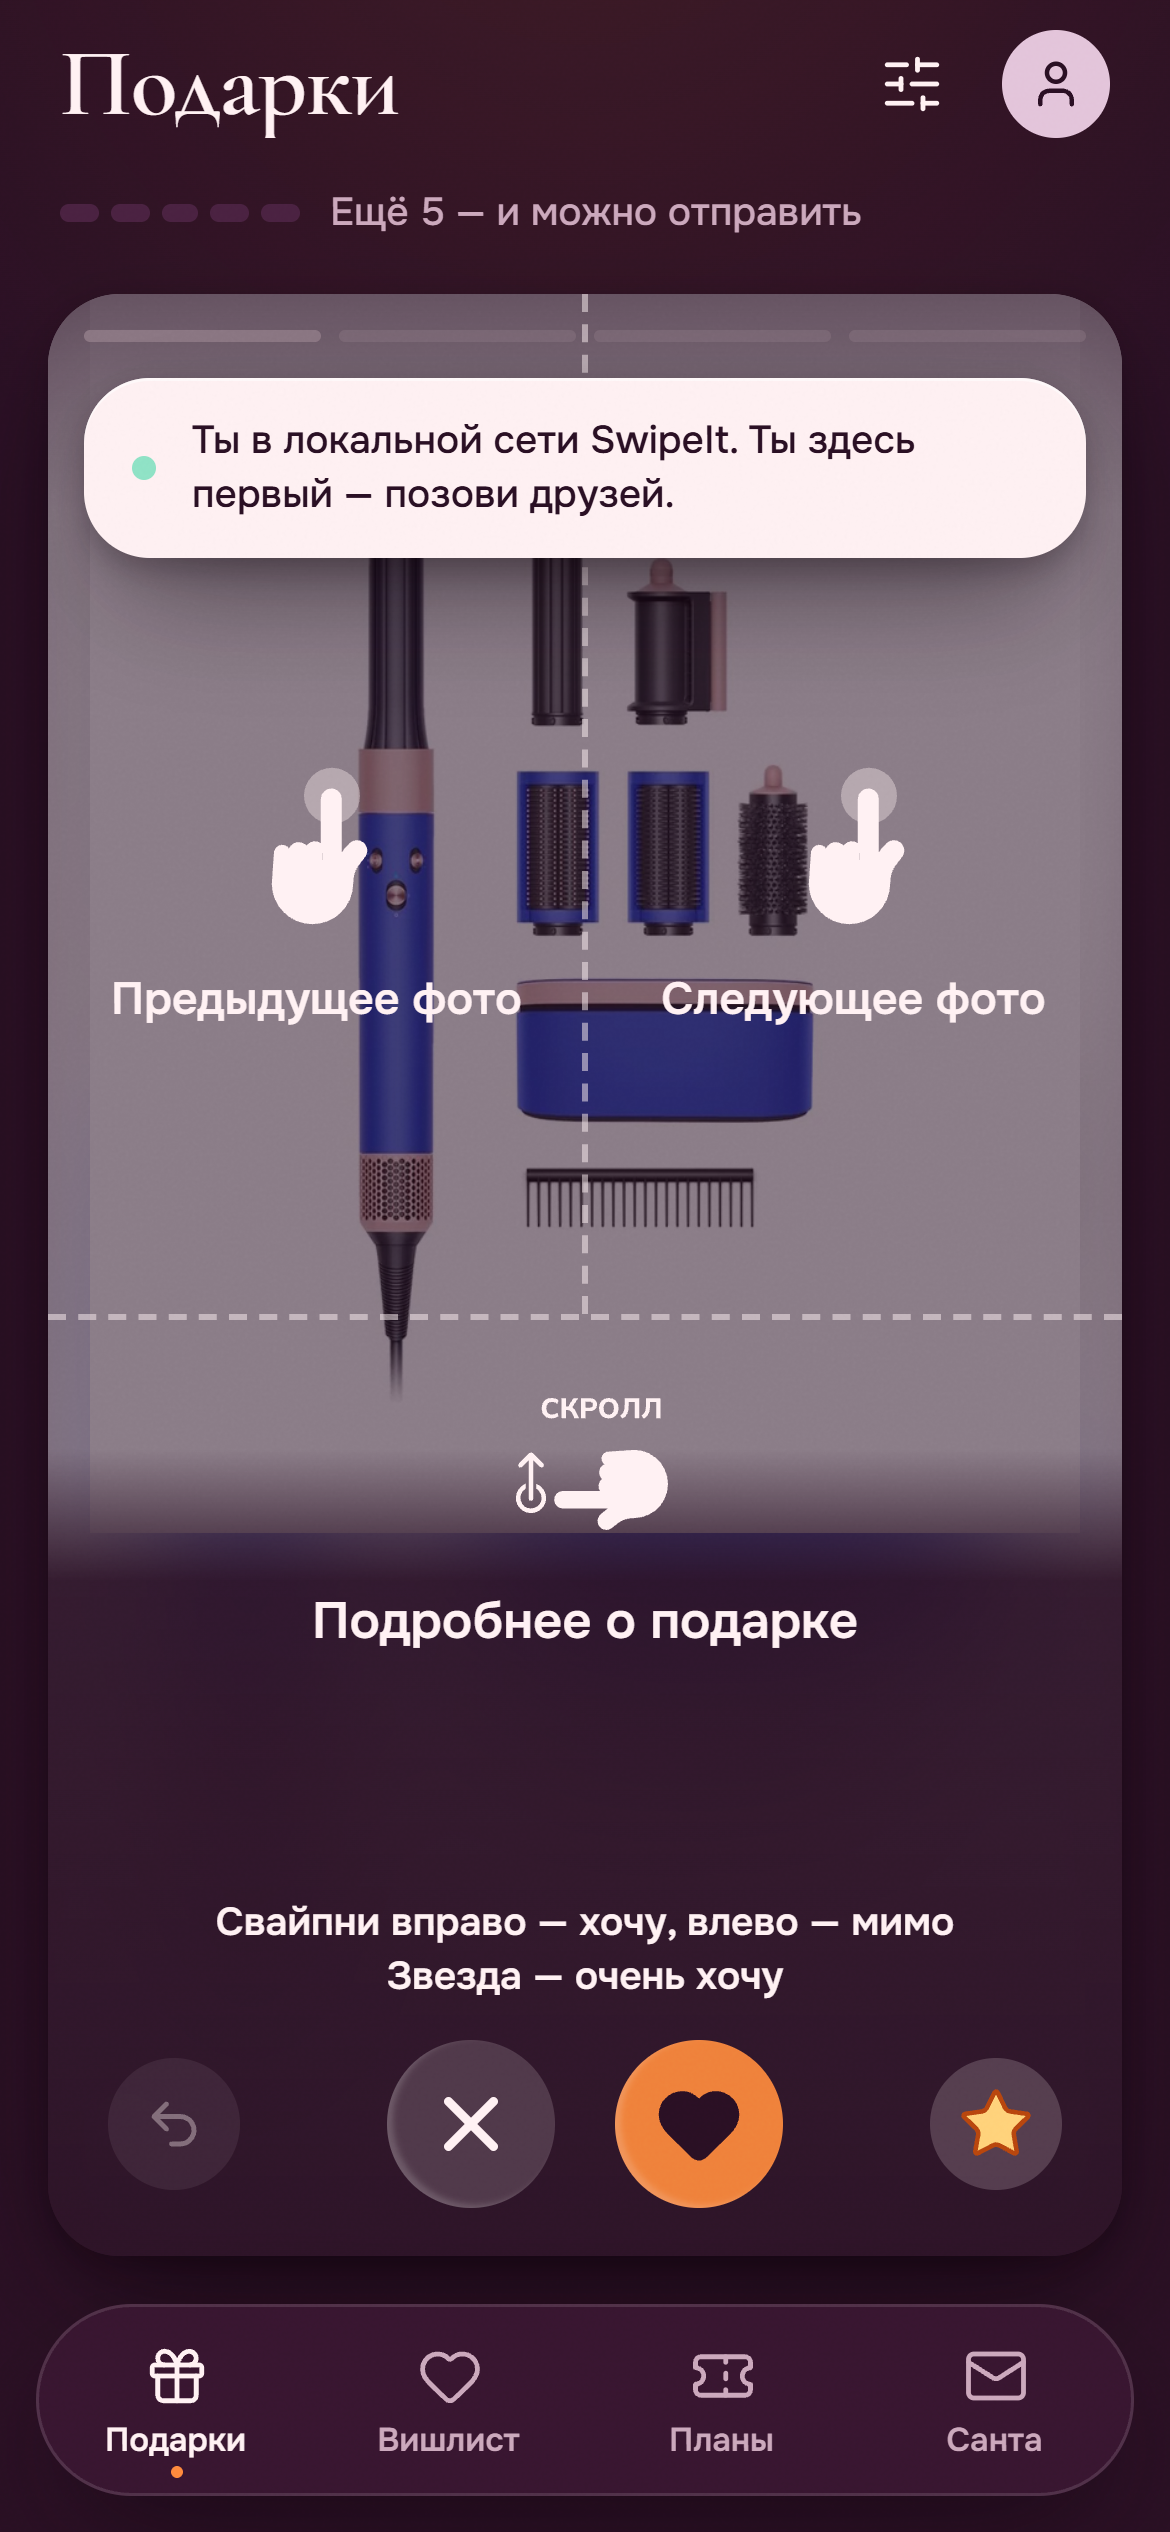 Подарки
Ещё 5 — и можно отправить
Ты в локальной сети SwipeIt. Ты здесь
первый — позови друзей.
Предыдущее фото
Следующее фото
СКРОЛЛ
Подробнее о подарке
Свайпни вправо — хочу, влево — мимо
Звезда — очень хочу
Подарки
Вишлист
Планы
Санта